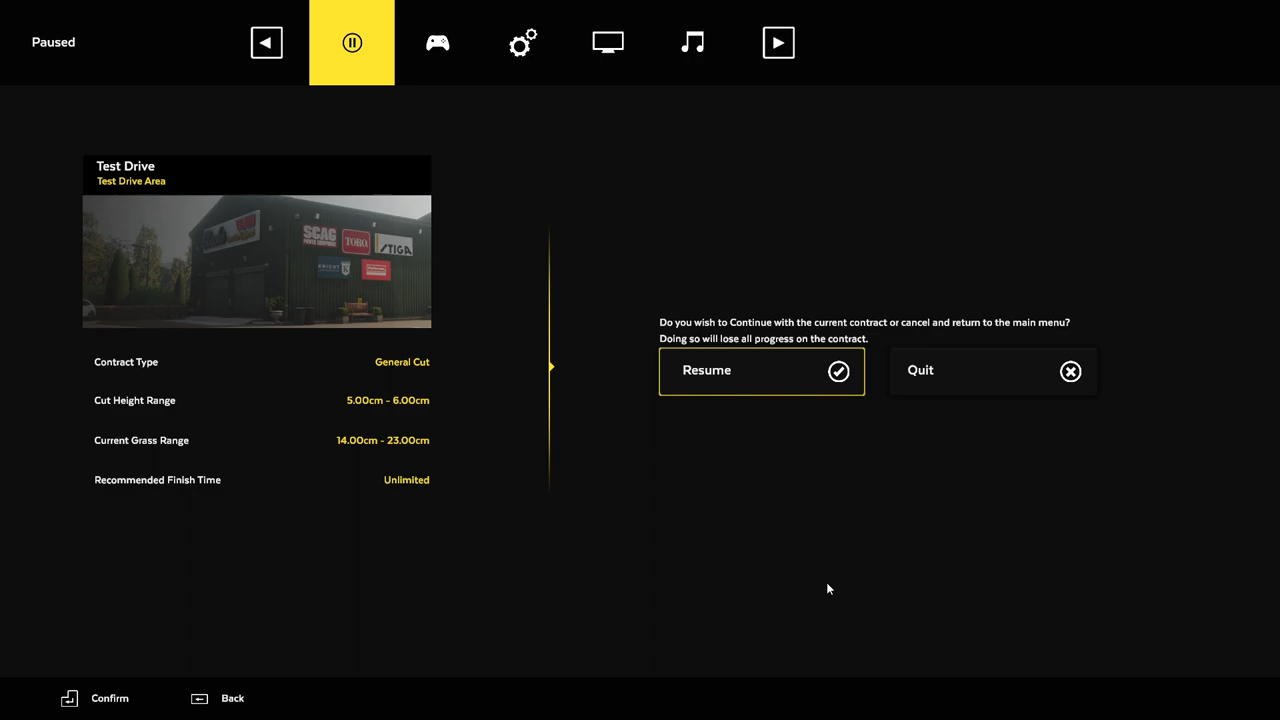 Paused
Test Drive
Test Drive Area
SCAG
POWER EQUIPMENT
TORO
STIGA
KNIGHT
Contract Type General Cut
Cut Height Range 5.00cm - 6.00cm
Current Grass Range 14.00cm - 23.00cm
Recommended Finish Time Unlimited
Do you wish to Continue with the current contract or cancel and return to the main menu?
Doing so will lose all progress on the contract.
Resume Quit
Confirm Back